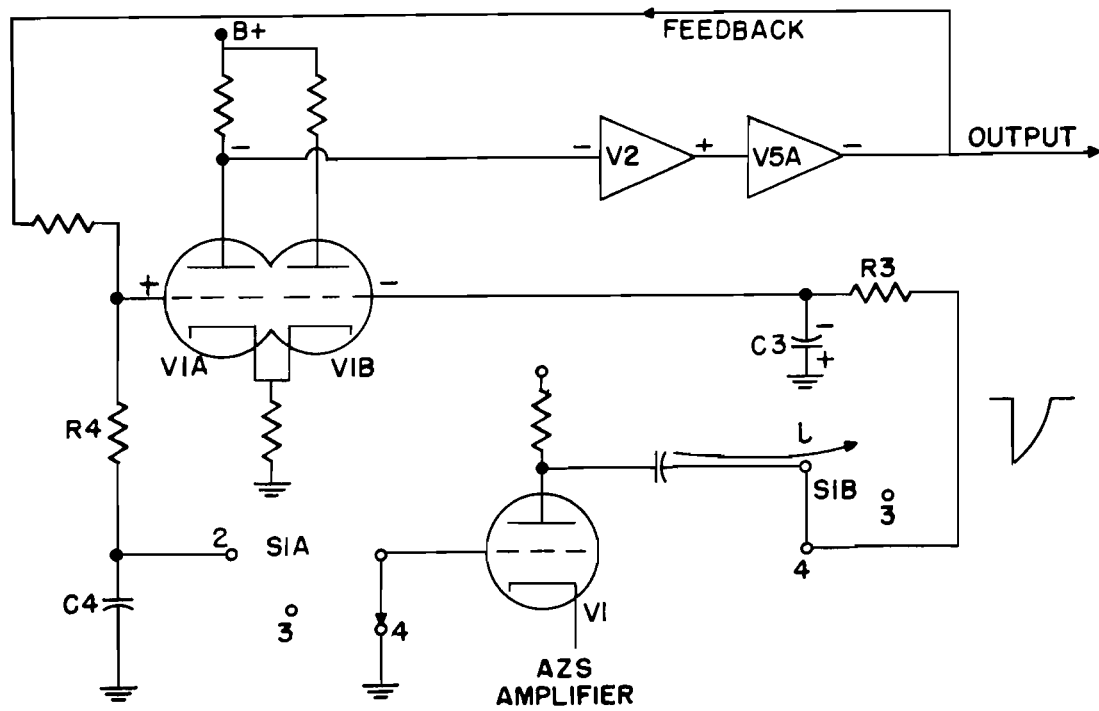 FEEDBACK
B+
OUTPUT
-
- V2 + V5A -
+ -
R3
V1A V1B
C3 -
+
R4
i
S1B
3
2 S1A
4
C4
3
4
V1
AZS
AMPLIFIER